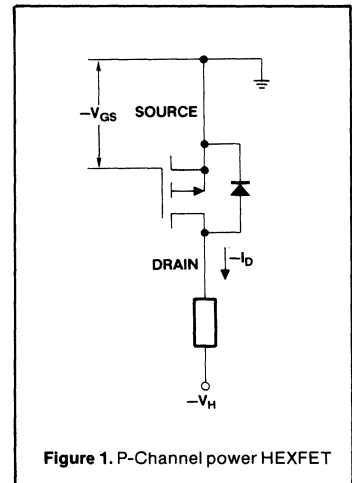 –V_GS
SOURCE
DRAIN
–I_D
–V_H
Figure 1. P-Channel power HEXFET